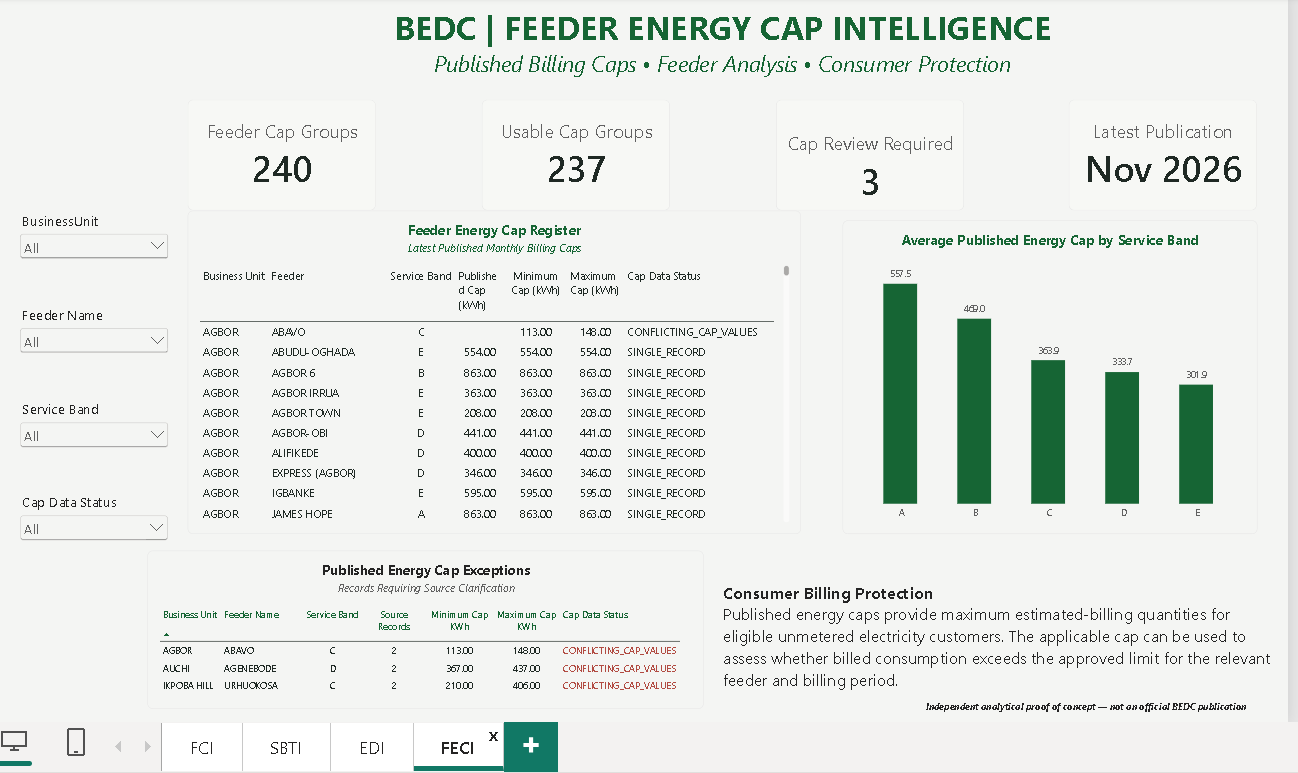 BEDC | FEEDER ENERGY CAP INTELLIGENCE
Published Billing Caps • Feeder Analysis • Consumer Protection
Feeder Cap Groups
240
Usable Cap Groups
237
Cap Review Required
3
Latest Publication
Nov 2026
BusinessUnit
All
Feeder Name
All
Service Band
All
Cap Data Status
All
Feeder Energy Cap Register
Latest Published Monthly Billing Caps
Business Unit Feeder Service Band Publishe Minimum Maximum Cap Data Status
d Cap Cap (kWh) Cap (kWh)
(kWh)
AGBOR ABAVO C 113.00 148.00 CONFLICTING_CAP_VALUES
AGBOR ABUDU-OGHADA E 554.00 554.00 554.00 SINGLE_RECORD
AGBOR AGBOR 6 B 863.00 863.00 863.00 SINGLE_RECORD
AGBOR AGBOR IRRUA E 363.00 363.00 363.00 SINGLE_RECORD
AGBOR AGBOR TOWN E 208.00 208.00 208.00 SINGLE_RECORD
AGBOR AGBOR-OBI D 441.00 441.00 441.00 SINGLE_RECORD
AGBOR ALIFIKEDE D 400.00 400.00 400.00 SINGLE_RECORD
AGBOR EXPRESS (AGBOR) D 346.00 346.00 346.00 SINGLE_RECORD
AGBOR IGBANKE E 595.00 595.00 595.00 SINGLE_RECORD
AGBOR JAMES HOPE A 863.00 863.00 863.00 SINGLE_RECORD
Average Published Energy Cap by Service Band
557.5
469.0
363.9
333.7
301.9
A B C D E
Published Energy Cap Exceptions
Records Requiring Source Clarification
Business Unit Feeder Name Service Band Source Minimum Cap Maximum Cap Cap Data Status
Records KWh KWh
AGBOR ABAVO C 2 113.00 148.00 CONFLICTING_CAP_VALUES
AUCHI AGENEBODE D 2 367.00 437.00 CONFLICTING_CAP_VALUES
IKPOBA HILL URHUOKOSA C 2 210.00 406.00 CONFLICTING_CAP_VALUES
Consumer Billing Protection
Published energy caps provide maximum estimated-billing quantities for
eligible unmetered electricity customers. The applicable cap can be used to
assess whether billed consumption exceeds the approved limit for the relevant
feeder and billing period.
Independent analytical proof of concept — not an official BEDC publication
FCI SBTI EDI FECI x +